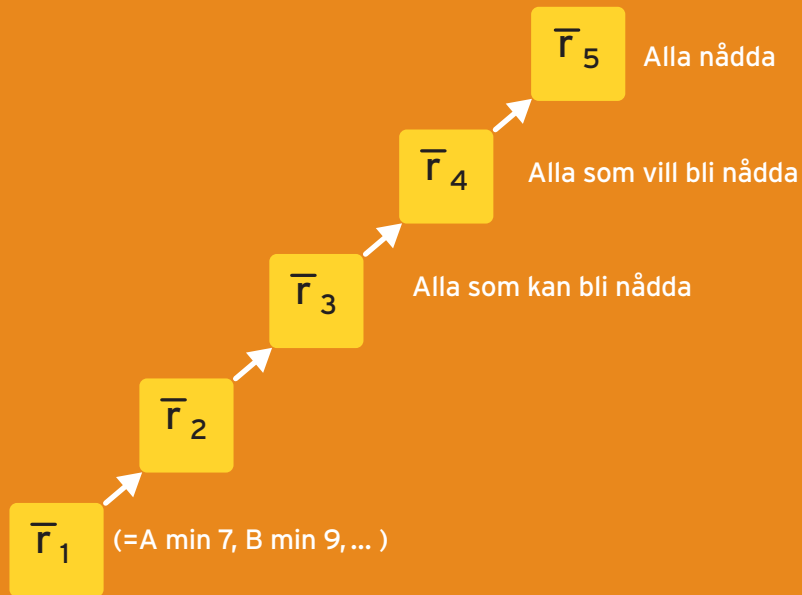 r̅ 5 Alla nådda
r̅ 4 Alla som vill bli nådda
r̅ 3 Alla som kan bli nådda
r̅ 2
r̅ 1 (=A min 7, B min 9, ... )